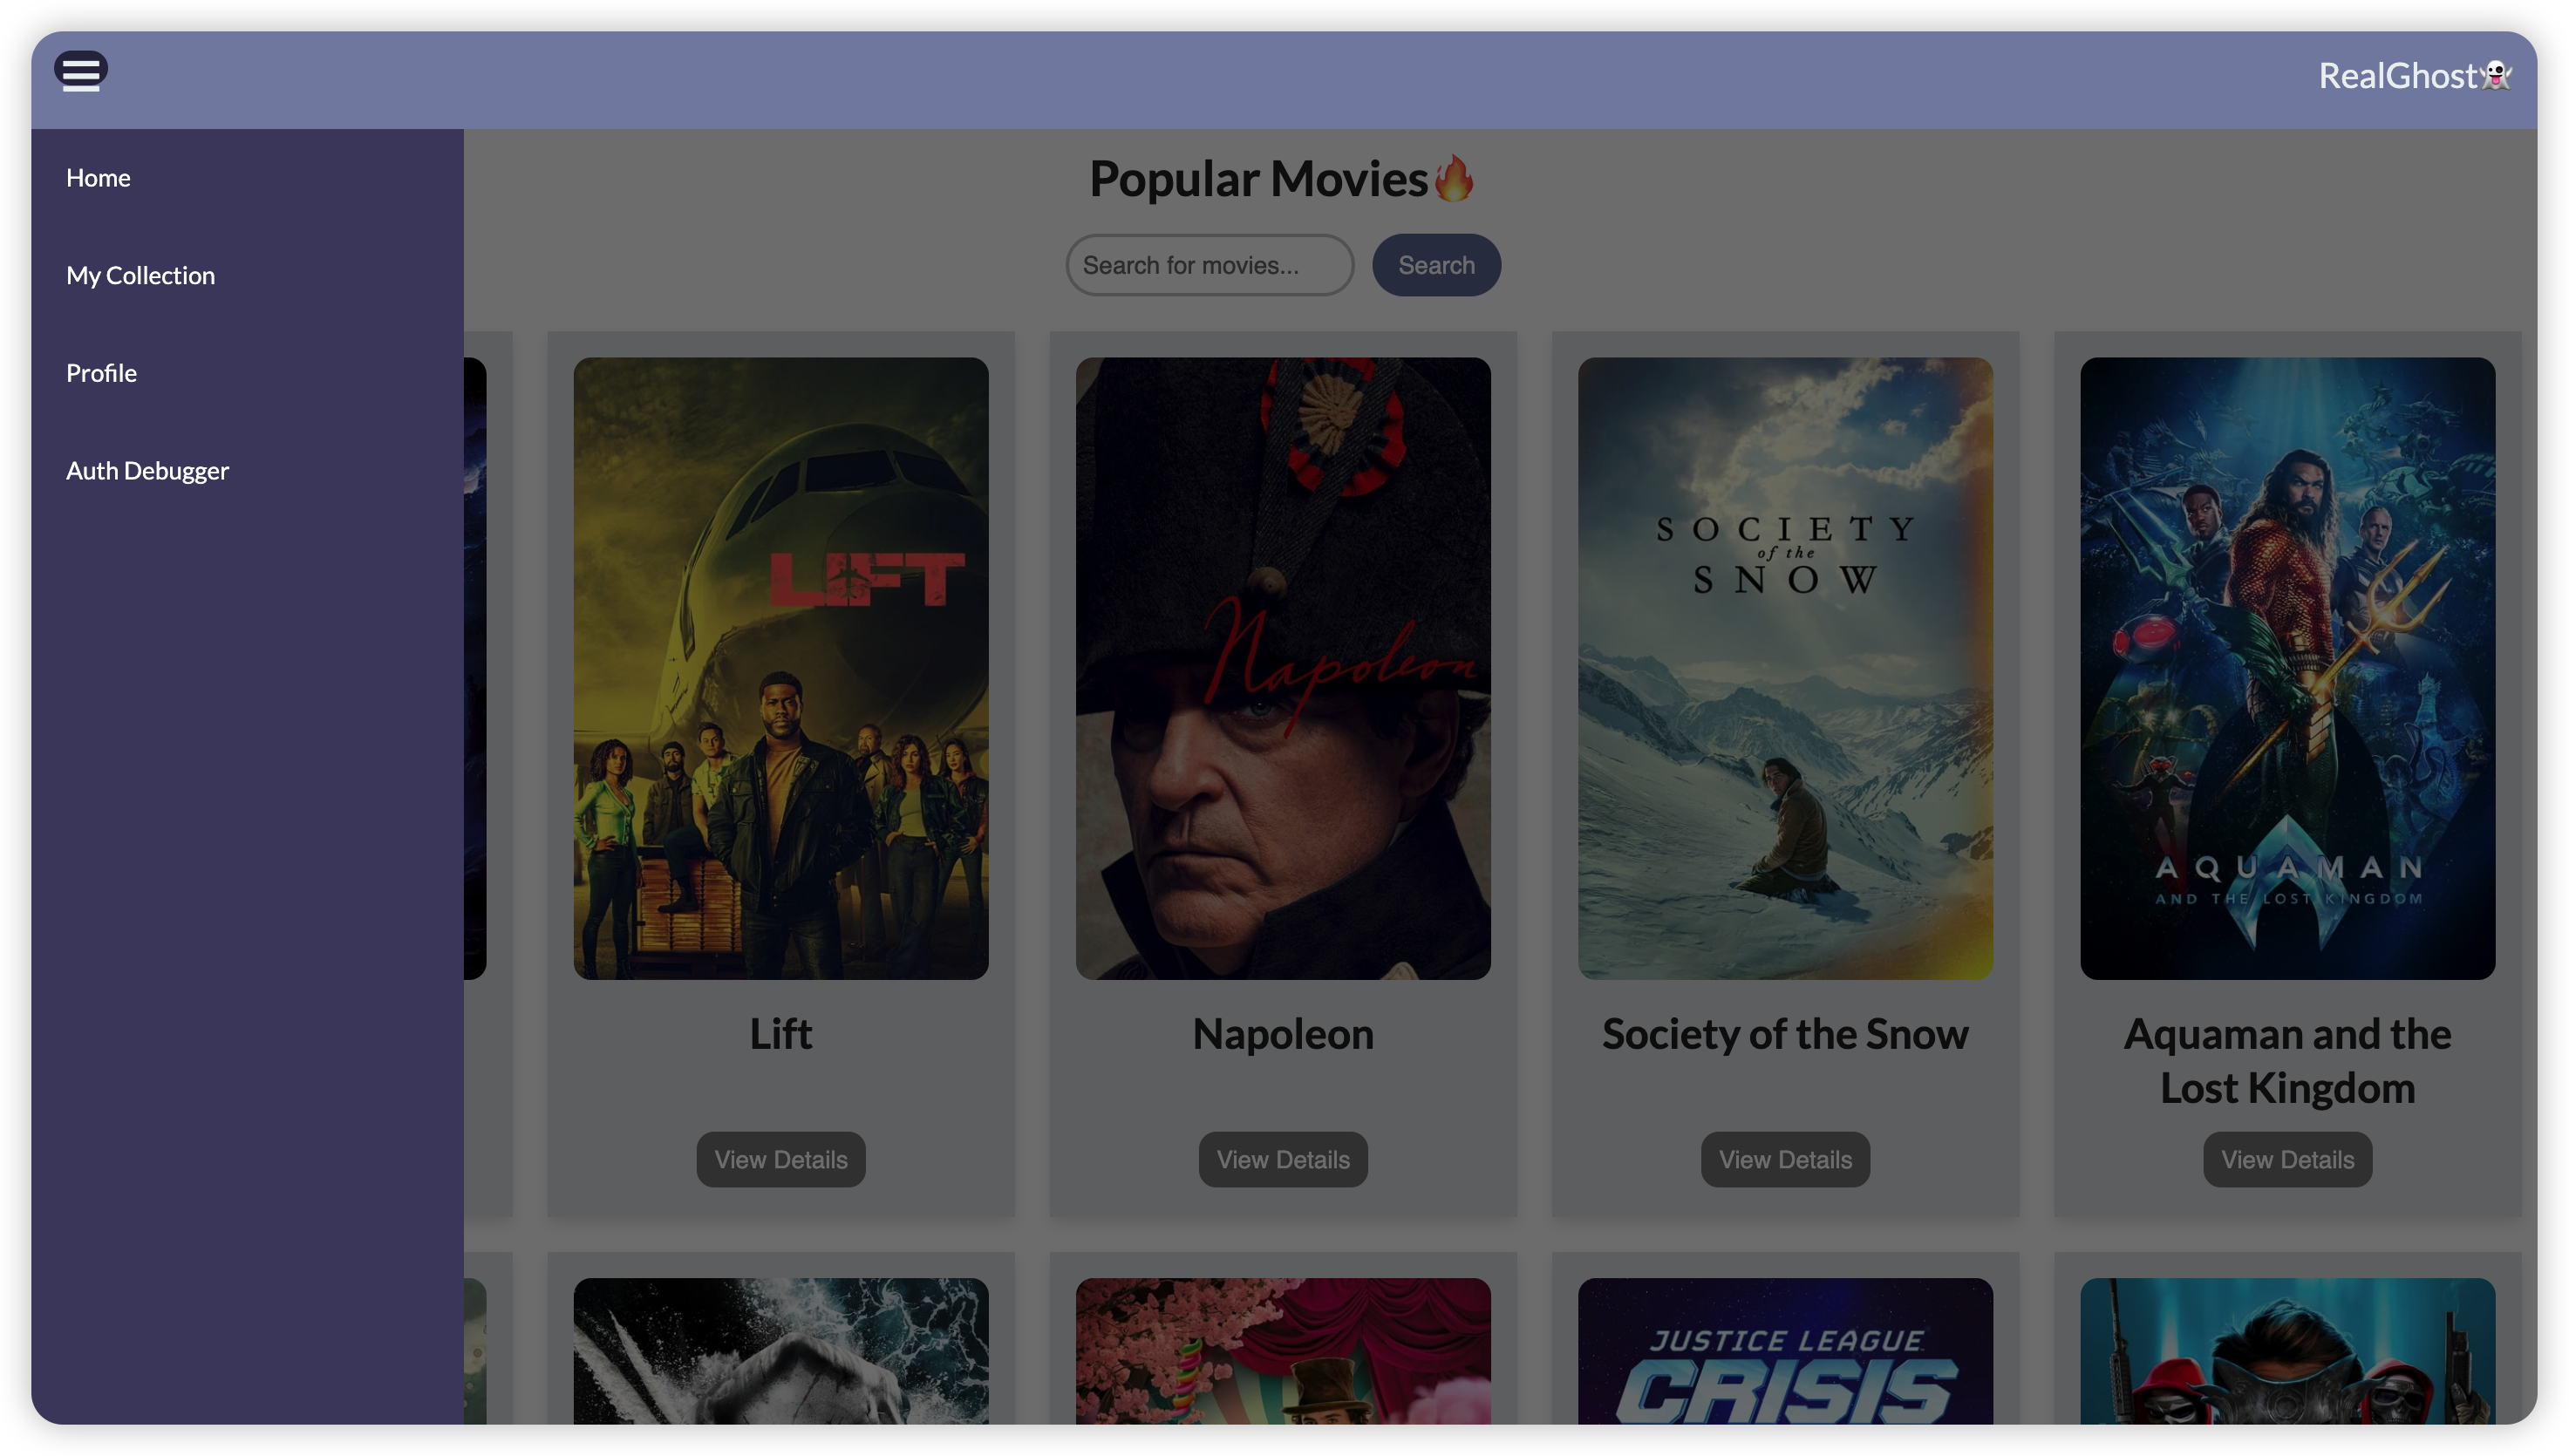 RealGhost👻
Home
My Collection
Profile
Auth Debugger
Popular Movies🔥
Search for movies...
Search
LIFT
Napoleon
SOCIETY
of the
SNOW
AQUAMAN
AND THE LOST KINGDOM
Lift
Napoleon
Society of the Snow
Aquaman and the
Lost Kingdom
View Details
View Details
View Details
View Details
JUSTICE LEAGUE
CRISIS